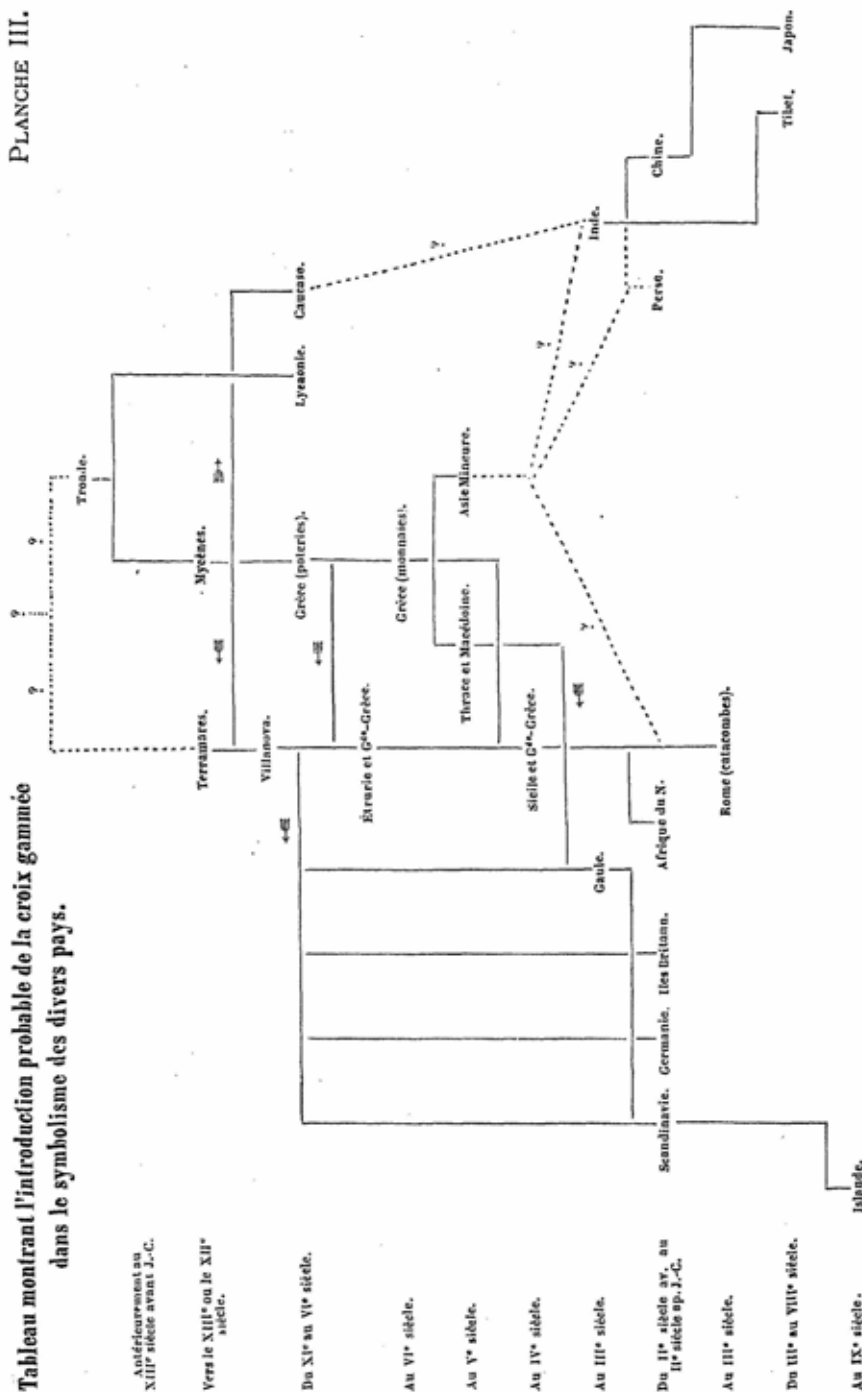 PLANCHE III.
Tableau montrant l'introduction probable de la croix gammée
dans le symbolisme des divers pays.
Antérieurement au
XIIIᵉ siècle avant J.-C.
? ? ?
Troade.
Vers le XIIIᵉ ou le XIIᵉ
siècle.
Terramares.
Mycènes.
Villanova.
Du XIᵉ au VIᵉ siècle.
Grèce (poteries).
Lycaonie.
Caucase.
Étrurie et Gᵈᵉ-Grèce.
?
Au VIᵉ siècle.
Grèce (monnaies).
Au Vᵉ siècle.
Thrace et Macédoine.
Asie Mineure.
Au IVᵉ siècle.
Sicile et Gᵈᵉ-Grèce.
?
?
?
Au IIIᵉ siècle.
Gaule.
Inde.
Du IIᵉ siècle av. au
IIᵉ siècle ap. J.-C.
Scandinavie.
Germanie.
Iles Britann.
Afrique du N.
Perse.
Chine.
Au IIIᵉ siècle.
Rome (catacombes).
Du IIIᵉ au VIIIᵉ siècle.
Tibet.
Japon.
Au IXᵉ siècle.
Islande.